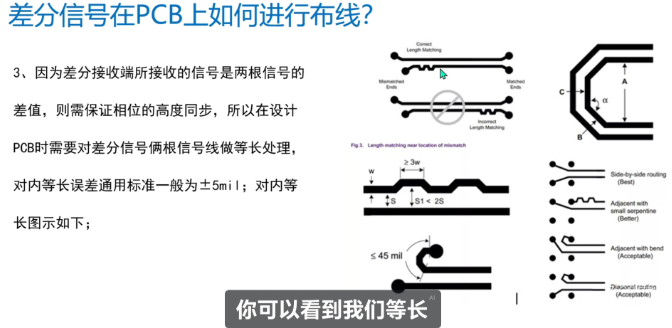 差分信号在PCB上如何进行布线?
3、因为差分接收端所接收的信号是两根信号的
差值，则需保证相位的高度同步，所以在设计
PCB时需要对差分信号俩根信号线做等长处理，
对内等长误差通用标准一般为±5mil；对内等
长图示如下；
Correct
Length Matching
Mismatched
Ends
Matched
Ends
Incorrect
Length Matching
Fig 3. Length matching near location of mismatch
≥ 3w
w
S
S1 < 2S
≤ 45 mil
A
C
α
B
Side-by-side routing
(Best)
Adjacent with
small serpentine
(Better)
Adjacent with bend
(Acceptable)
Diagonal routing
(Acceptable)
AI
你可以看到我们等长